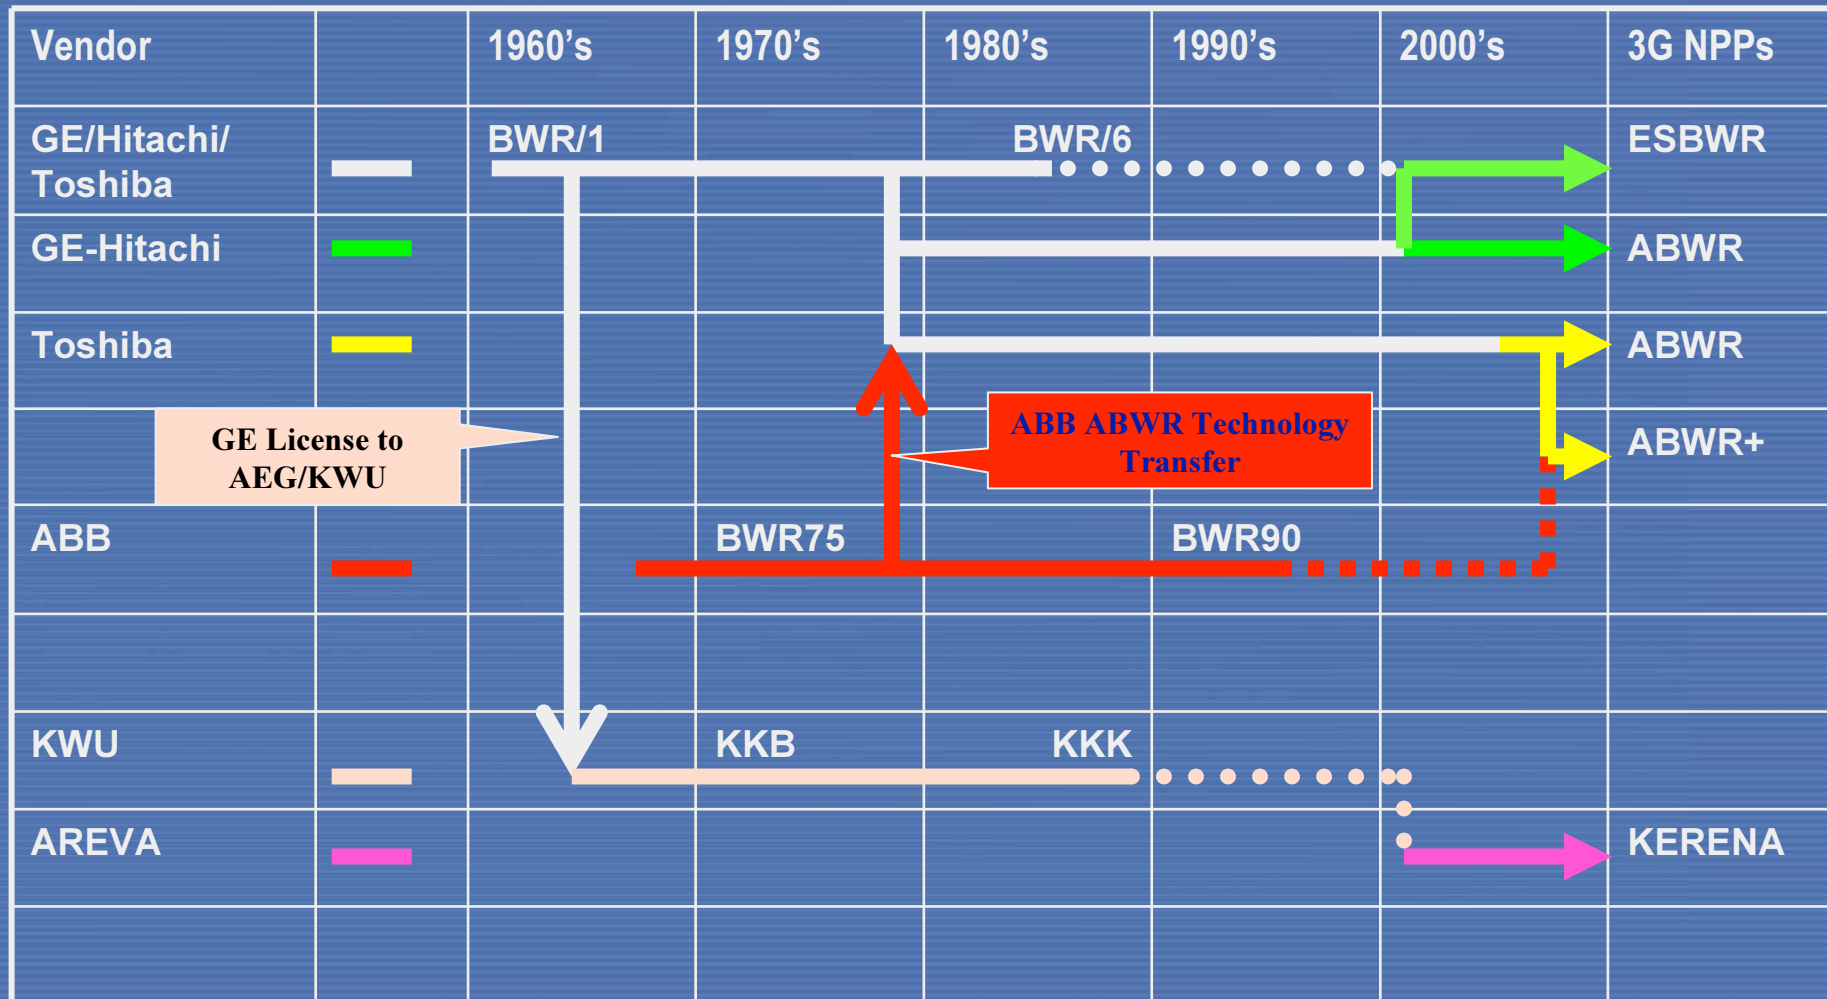 Vendor
1960’s
1970’s
1980’s
1990’s
2000’s
3G NPPs
GE/Hitachi/
Toshiba
BWR/1
BWR/6
ESBWR
GE-Hitachi
ABWR
Toshiba
ABWR
GE License to
AEG/KWU
ABB ABWR Technology
Transfer
ABWR+
ABB
BWR75
BWR90
KWU
KKB
KKK
AREVA
KERENA